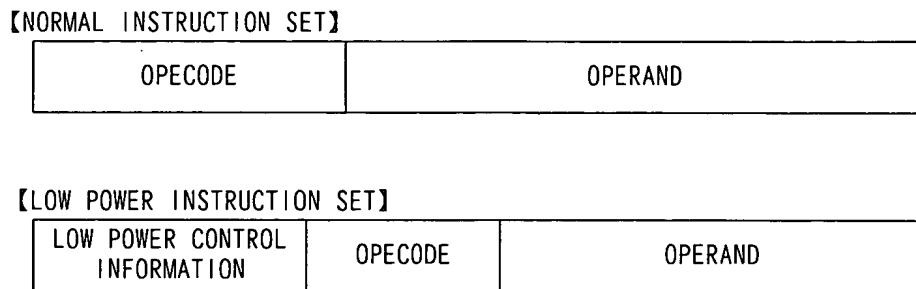 【NORMAL INSTRUCTION SET】
OPECODE OPERAND
【LOW POWER INSTRUCTION SET】
LOW POWER CONTROL
INFORMATION OPECODE OPERAND